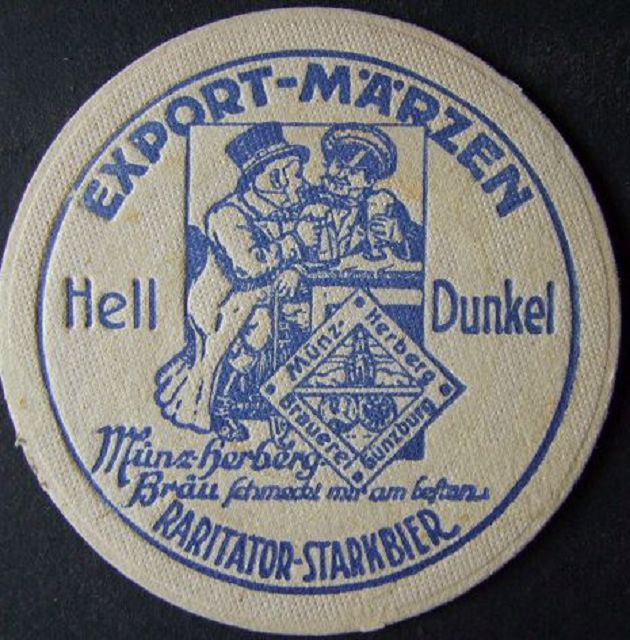 EXPORT-MÄRZEN
Hell
Dunkel
Münz-Herberg
Brauerei Günzburg
Münz-Herberg-
Bräu schmeckt mir am besten.
RARITATOR-STARKBIER